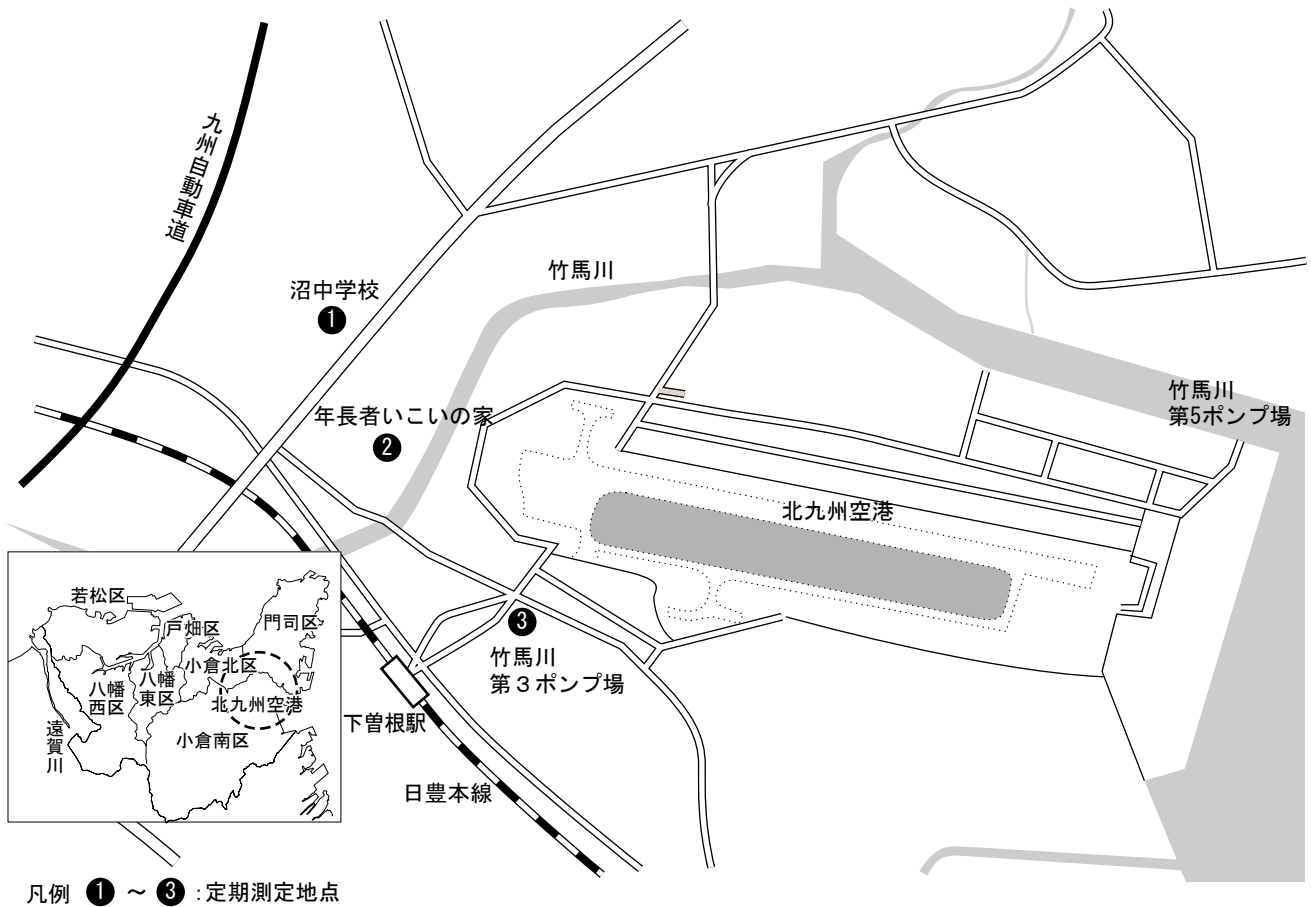 九州自動車道
沼中学校
❶
竹馬川
年長者いこいの家
❷
竹馬川
第5ポンプ場
北九州空港
❸
竹馬川
第３ポンプ場
下曽根駅
日豊本線
若松区
戸畑区
門司区
小倉北区
八幡
西区
八幡
東区
北九州空港
小倉南区
遠賀川
凡例 ❶ ～ ❸ :定期測定地点